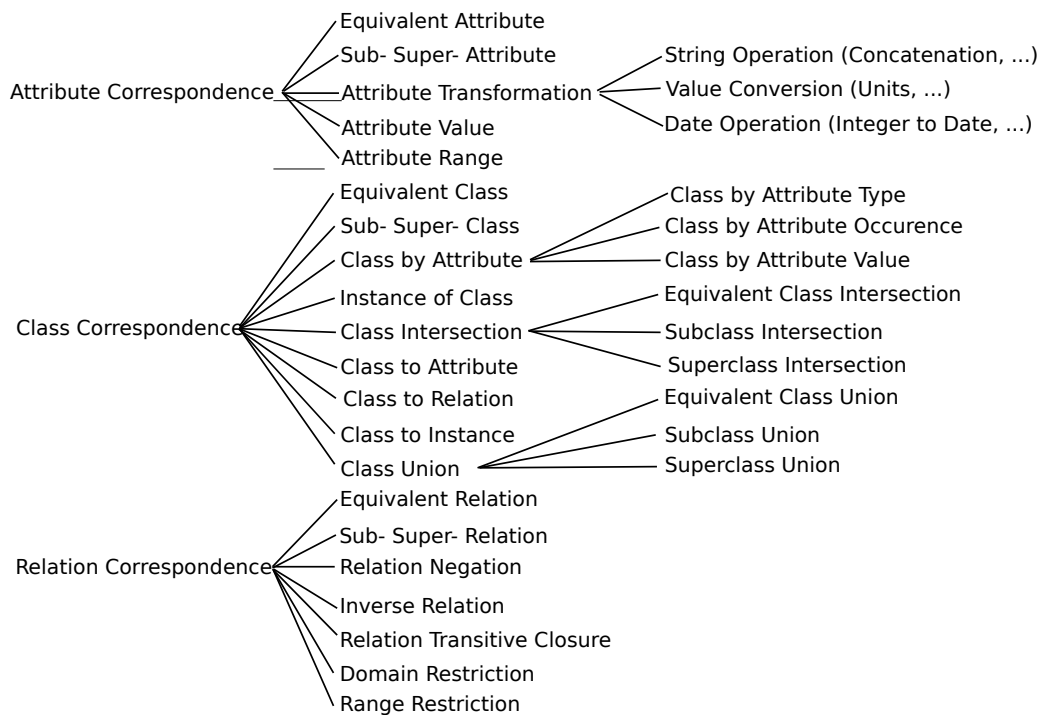 Attribute Correspondence
Equivalent Attribute
Sub- Super- Attribute
Attribute Transformation
String Operation (Concatenation, ...)
Value Conversion (Units, ...)
Date Operation (Integer to Date, ...)
Attribute Value
Attribute Range
Class Correspondence
Equivalent Class
Sub- Super- Class
Class by Attribute
Class by Attribute Type
Class by Attribute Occurence
Class by Attribute Value
Instance of Class
Class Intersection
Equivalent Class Intersection
Subclass Intersection
Superclass Intersection
Class to Attribute
Class to Relation
Class to Instance
Class Union
Equivalent Class Union
Subclass Union
Superclass Union
Relation Correspondence
Equivalent Relation
Sub- Super- Relation
Relation Negation
Inverse Relation
Relation Transitive Closure
Domain Restriction
Range Restriction